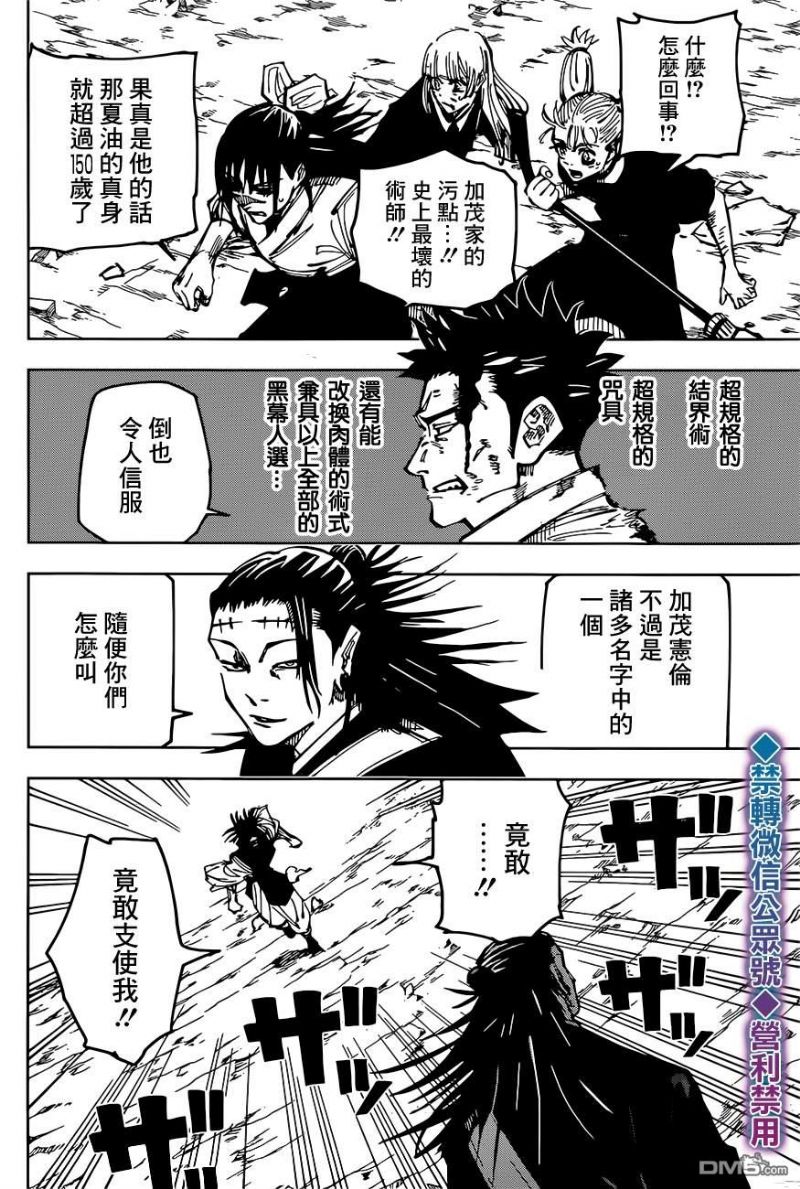 什麼!?
怎麼回事!?
加茂家的
污點…!!
史上最壞的
術師!!
果真是他的話
那夏油的真身
就超過
150歲了
超規格的
結界術
超規格的
咒具
還有能
改換肉體的術式
兼具以上全部的
黑幕人選…
倒也
令人信服
加茂憲倫
不過是
諸多名字中的
一個
隨便你們
怎麼叫
竟敢
……!!
竟敢支使我!!
ザッ
ザッ
ザッ
ザッ
◆禁轉微信公眾號◆營利禁用
DM5.com